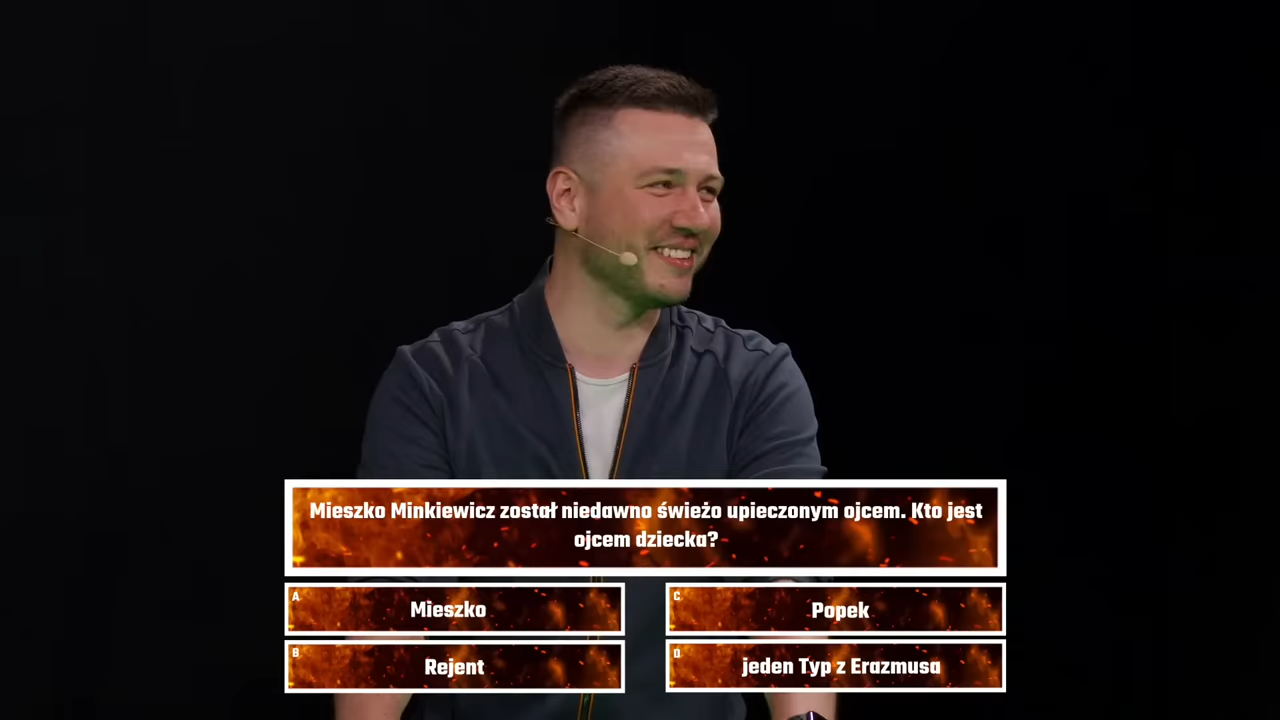 Mieszko Minkiewicz został niedawno świeżo upieczonym ojcem. Kto jest
ojcem dziecka?
A
Mieszko
C
Popek
B
Rejent
D
jeden Typ z Erazmusa